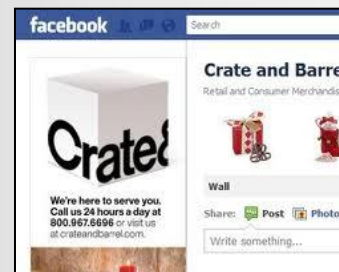 facebook
Search
Crate and Barre
Retail and Consumer Merchandis
Crate&
We're here to serve you.
Call us 24 hours a day at
800.967.6696 or visit us
at crateandbarrel.com.
Wall
Share: Post Photo
Write something...